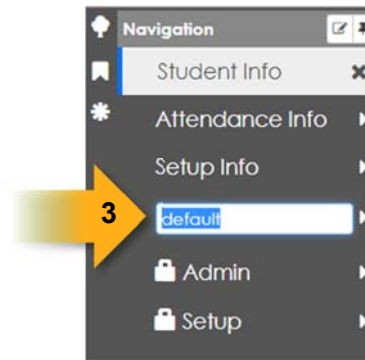 Navigation
Student Info
Attendance Info
Setup Info
3
default
Admin
Setup